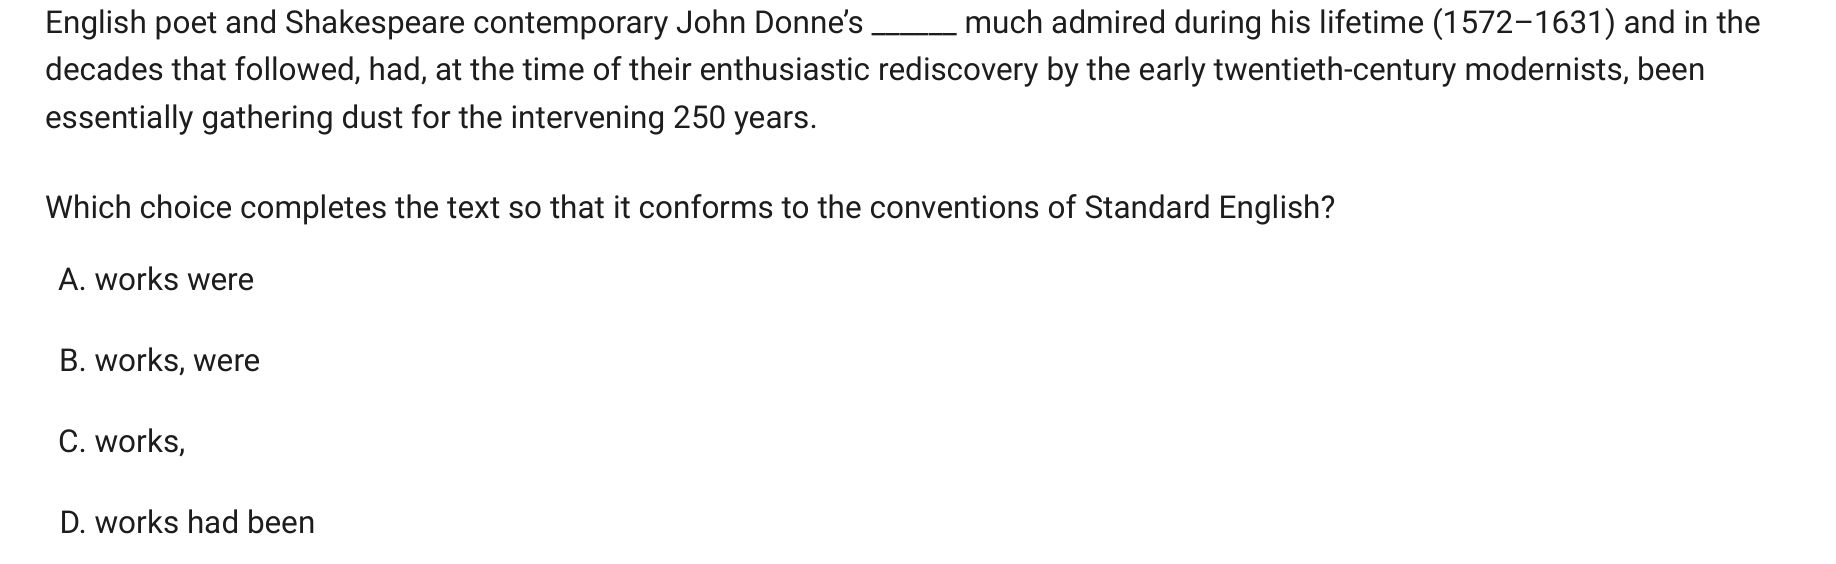 English poet and Shakespeare contemporary John Donne's ______ much admired during his lifetime (1572–1631) and in the
decades that followed, had, at the time of their enthusiastic rediscovery by the early twentieth-century modernists, been
essentially gathering dust for the intervening 250 years.
Which choice completes the text so that it conforms to the conventions of Standard English?
A. works were
B. works, were
C. works,
D. works had been